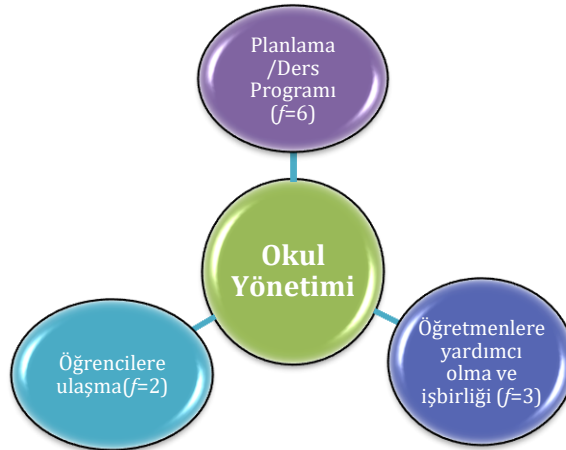 Planlama
/Ders
Programı
(f=6)
Okul
Yönetimi
Öğrencilere
ulaşma(f=2)
Öğretmenlere
yardımcı
olma ve
işbirliği (f=3)